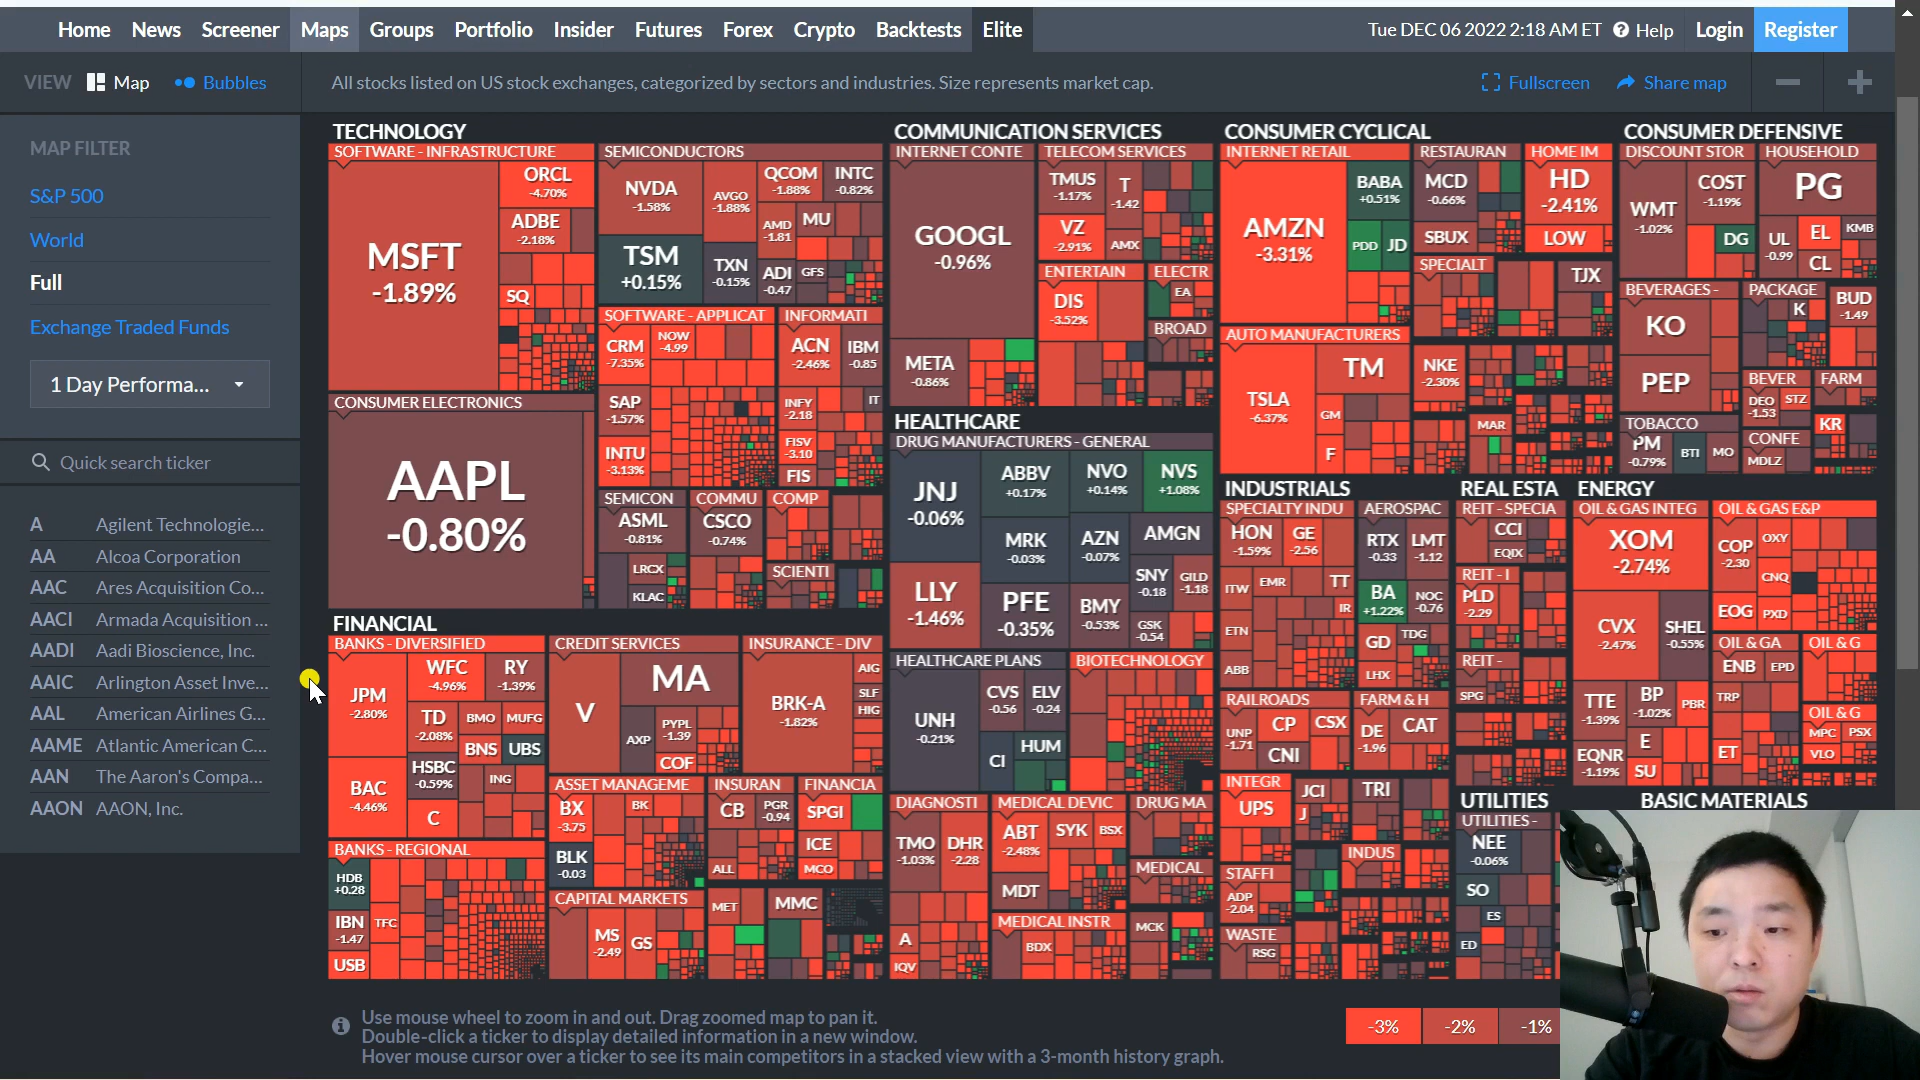 Home News Screener Maps Groups Portfolio Insider Futures Forex Crypto Backtests Elite Tue DEC 06 2022 2:18 AM ET Help Login Register
VIEW Map Bubbles All stocks listed on US stock exchanges, categorized by sectors and industries. Size represents market cap. Fullscreen Share map
MAP FILTER
S&P 500
World
Full
Exchange Traded Funds
1 Day Performa...
Quick search ticker
A Agilent Technologie...
AA Alcoa Corporation
AAC Ares Acquisition Co...
AACI Armada Acquisition ...
AADI Aadi Bioscience, Inc.
AAIC Arlington Asset Inve...
AAL American Airlines G...
AAME Atlantic American C...
AAN The Aaron's Compa...
AAON AAON, Inc.
TECHNOLOGY
SOFTWARE - INFRASTRUCTURE
MSFT
-1.89%
ORCL
-4.70%
ADBE
-2.18%
SQ
SEMICONDUCTORS
NVDA
-1.58%
AVGO
-1.88%
QCOM
-1.88%
INTC
-0.82%
AMD
-1.81
MU
TSM
+0.15%
TXN
-0.15%
ADI
-0.47
GFS
SOFTWARE - APPLICAT
CRM
-7.35%
NOW
-4.99
SAP
-1.57%
INTU
-3.13%
INFORMATI
ACN
-2.46%
IBM
-0.85
INFY
-2.18
IT
FISV
-3.10
FIS
CONSUMER ELECTRONICS
AAPL
-0.80%
SEMICON
ASML
-0.81%
LRCX
KLAC
COMMU
CSCO
-0.74%
COMP
SCIENTI
COMMUNICATION SERVICES
INTERNET CONTE
GOOGL
-0.96%
META
-0.86%
TELECOM SERVICES
TMUS
-1.17%
T
-1.42
VZ
-2.91%
AMX
ENTERTAIN
DIS
-3.52%
ELECTR
EA
BROAD
CONSUMER CYCLICAL
INTERNET RETAIL
AMZN
-3.31%
BABA
+0.51%
PDD
JD
RESTAURAN
MCD
-0.66%
SBUX
HOME IM
HD
-2.41%
LOW
SPECIALT
TJX
AUTO MANUFACTURERS
TSLA
-6.37%
TM
GM
F
NKE
-2.30%
MAR
CONSUMER DEFENSIVE
DISCOUNT STOR
WMT
-1.02%
COST
-1.19%
DG
HOUSEHOLD
PG
UL
-0.99
EL
KMB
CL
BEVERAGES -
KO
PEP
PACKAGE
K
BUD
-1.49
BEVER
DEO
-1.53
STZ
FARM
TOBACCO
PM
-0.79%
BTI
MO
CONFE
MDLZ
KR
HEALTHCARE
DRUG MANUFACTURERS - GENERAL
JNJ
-0.06%
ABBV
+0.17%
NVO
+0.14%
NVS
+1.08%
MRK
-0.03%
AZN
-0.07%
AMGN
LLY
-1.46%
PFE
-0.35%
BMY
-0.53%
SNY
-0.18
GILD
-1.18
GSK
-0.54
HEALTHCARE PLANS
UNH
-0.21%
CVS
-0.56
ELV
-0.24
CI
HUM
BIOTECHNOLOGY
DIAGNOSTI
TMO
-1.03%
DHR
-2.28
A
IQV
MEDICAL DEVIC
ABT
-2.48%
SYK
BSX
MDT
DRUG MA
MEDICAL
MEDICAL INSTR
BDX
MCK
INDUSTRIALS
SPECIALTY INDU
HON
-1.59%
GE
-2.56
ITW
EMR
TT
IR
ETN
ABB
AEROSPAC
RTX
-0.33
LMT
-1.12
BA
+1.22%
NOC
-0.76
GD
TDG
LHX
RAILROADS
UNP
-1.71
CP
CSX
CNI
FARM & H
DE
-1.96
CAT
INTEGR
UPS
JCI
J
TRI
INDUS
STAFFI
ADP
-2.04
WASTE
RSG
REAL ESTA
REIT - SPECIA
CCI
EQIX
REIT - I
PLD
-2.29
REIT -
SPG
ENERGY
OIL & GAS INTEG
XOM
-2.74%
CVX
-2.47%
SHEL
-0.55%
TTE
-1.39%
BP
-1.02%
PBR
EQNR
-1.19%
E
SU
OIL & GAS E&P
COP
-2.30
OXY
CNQ
EOG
PXD
OIL & GA
ENB
EPD
TRP
ET
OIL & G
OIL & G
MPC
PSX
VLO
UTILITIES
UTILITIES -
NEE
-0.06%
SO
ES
ED
BASIC MATERIALS
FINANCIAL
BANKS - DIVERSIFIED
JPM
-2.80%
WFC
-4.96%
RY
-1.39%
TD
-2.08%
BMO
MUFG
BNS
UBS
BAC
-4.46%
HSBC
-0.59%
ING
C
BANKS - REGIONAL
HDB
+0.28
IBN
-1.47
TFC
USB
CREDIT SERVICES
V
MA
AXP
PYPL
-1.39
COF
INSURANCE - DIV
BRK-A
-1.82%
AIG
SLF
HIG
ASSET MANAGEME
BX
-3.75
BK
BLK
-0.03
INSURAN
CB
PGR
-0.94
ALL
FINANCIA
SPGI
ICE
MCO
CAPITAL MARKETS
MS
-2.49
GS
MET
MMC
Use mouse wheel to zoom in and out. Drag zoomed map to pan it.
Double-click a ticker to display detailed information in a new window.
Hover mouse cursor over a ticker to see its main competitors in a stacked view with a 3-month history graph.
-3% -2% -1%